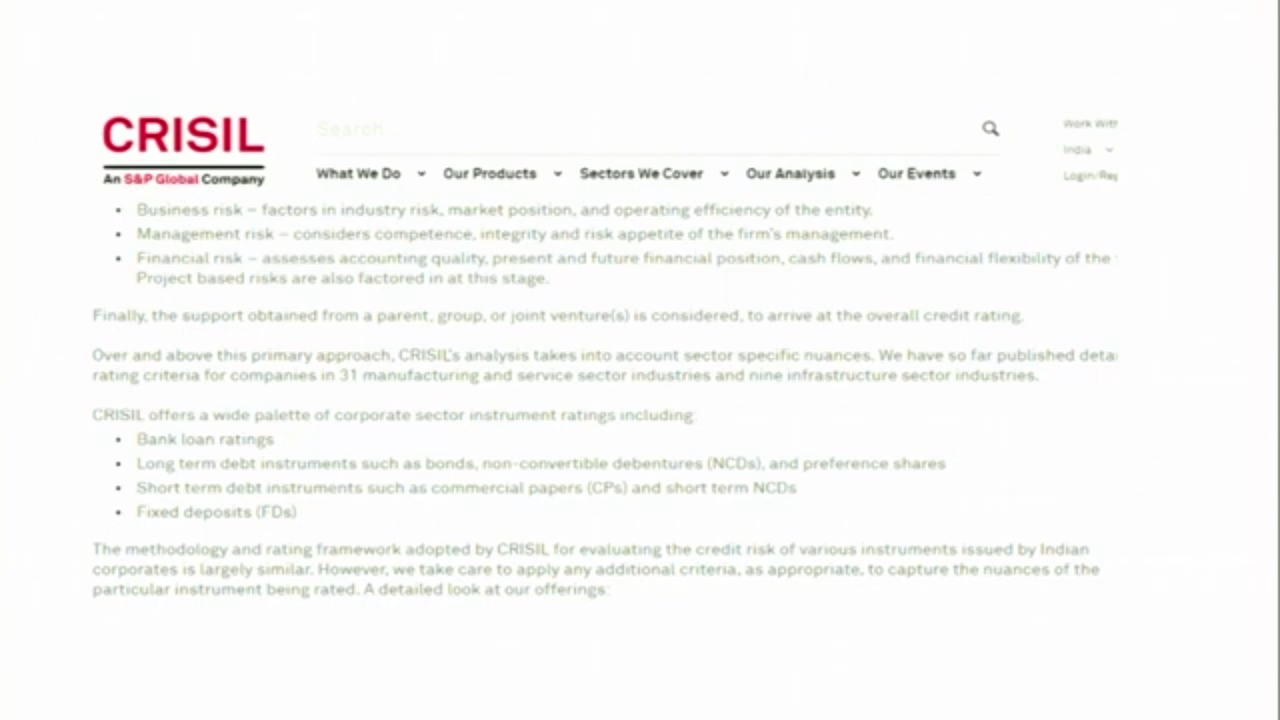 CRISIL
An S&P Global Company
Search
Work With
India
Login/Reg
What We Do
Our Products
Sectors We Cover
Our Analysis
Our Events
• Business risk – factors in industry risk, market position, and operating efficiency of the entity.
• Management risk – considers competence, integrity and risk appetite of the firm's management.
• Financial risk – assesses accounting quality, present and future financial position, cash flows, and financial flexibility of the
Project based risks are also factored in at this stage.
Finally, the support obtained from a parent, group, or joint venture(s) is considered, to arrive at the overall credit rating.
Over and above this primary approach, CRISIL's analysis takes into account sector specific nuances. We have so far published detai
rating criteria for companies in 31 manufacturing and service sector industries and nine infrastructure sector industries.
CRISIL offers a wide palette of corporate sector instrument ratings including:
• Bank loan ratings
• Long term debt instruments such as bonds, non-convertible debentures (NCDs), and preference shares
• Short term debt instruments such as commercial papers (CPs) and short term NCDs
• Fixed deposits (FDs)
The methodology and rating framework adopted by CRISIL for evaluating the credit risk of various instruments issued by Indian
corporates is largely similar. However, we take care to apply any additional criteria, as appropriate, to capture the nuances of the
particular instrument being rated. A detailed look at our offerings: